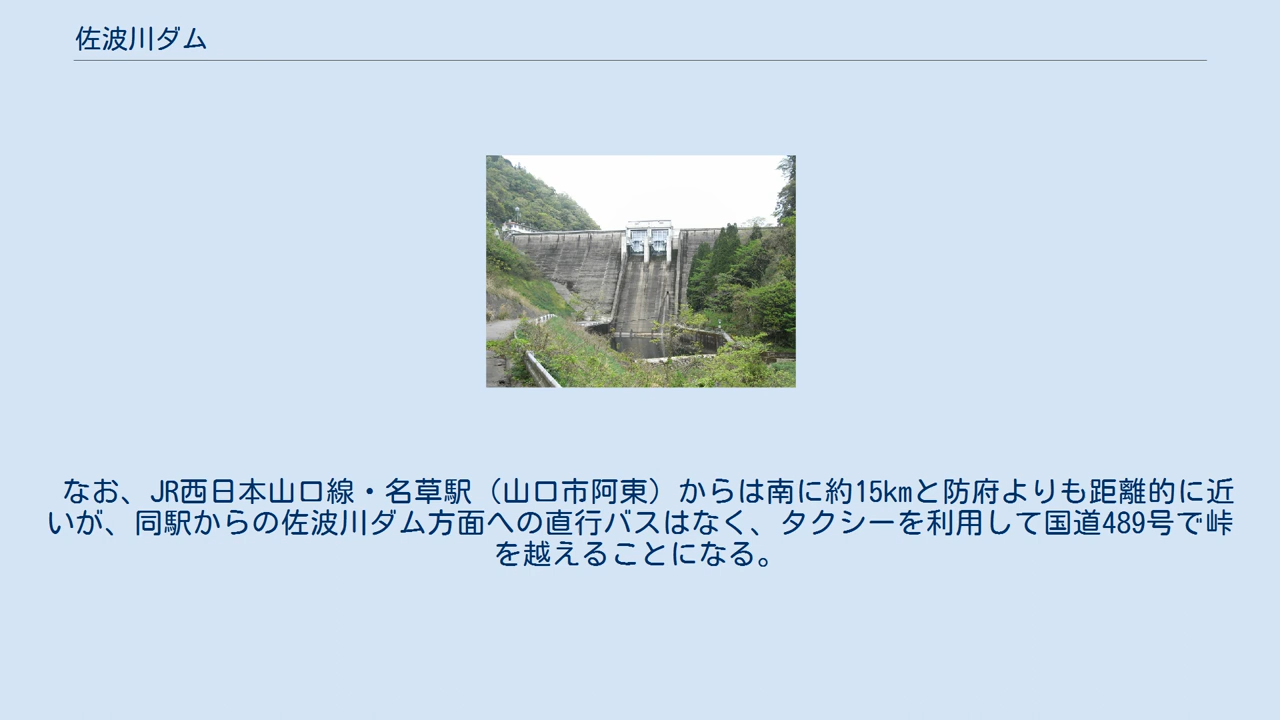 佐波川ダム
なお、JR西日本山口線・名草駅（山口市阿東）からは南に約15kmと防府よりも距離的に近
いが、同駅からの佐波川ダム方面への直行バスはなく、タクシーを利用して国道489号で峠
を越えることになる。